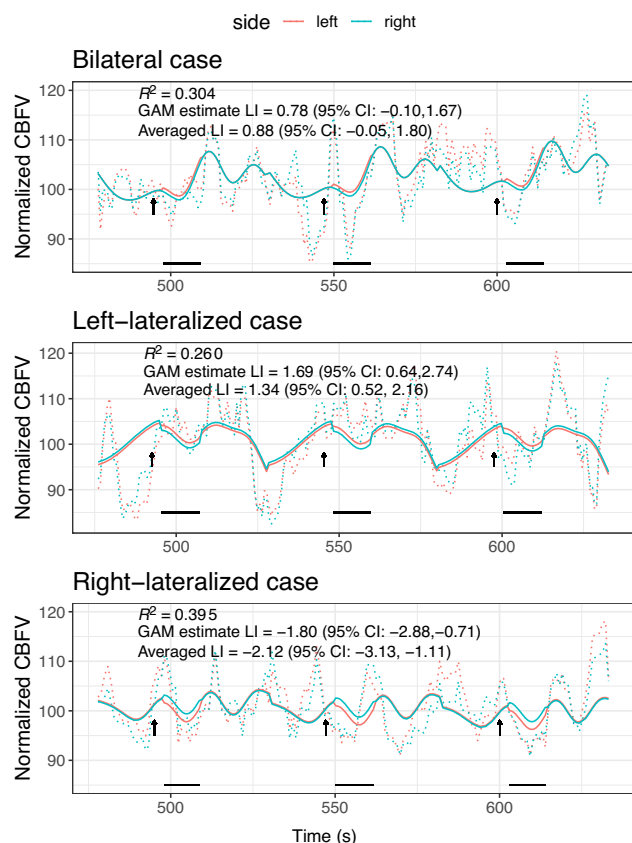 side left right
Bilateral case
R² = 0.304
GAM estimate LI = 0.78 (95% CI: −0.10,1.67)
Averaged LI = 0.88 (95% CI: −0.05, 1.80)
Normalized CBFV
120
110
100
90
500 550 600
Left−lateralized case
R² = 0.260
GAM estimate LI = 1.69 (95% CI: 0.64,2.74)
Averaged LI = 1.34 (95% CI: 0.52, 2.16)
Normalized CBFV
120
110
100
90
500 550 600
Right−lateralized case
R² = 0.395
GAM estimate LI = −1.80 (95% CI: −2.88,−0.71)
Averaged LI = −2.12 (95% CI: −3.13, −1.11)
Normalized CBFV
120
110
100
90
500 550 600
Time (s)